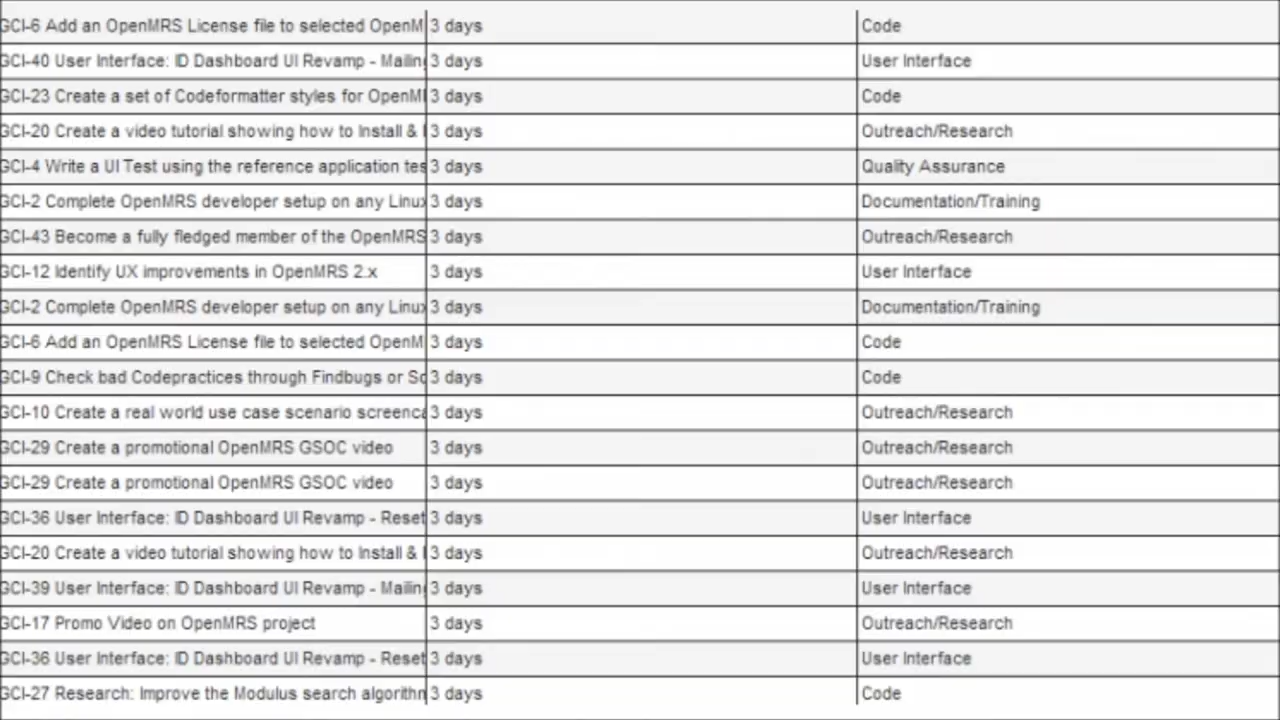 GCI-6 Add an OpenMRS License file to selected OpenM 3 days Code
GCI-40 User Interface: ID Dashboard UI Revamp - Mailing 3 days User Interface
GCI-23 Create a set of Codeformatter styles for OpenM 3 days Code
GCI-20 Create a video tutorial showing how to Install & 3 days Outreach/Research
GCI-4 Write a UI Test using the reference application tes 3 days Quality Assurance
GCI-2 Complete OpenMRS developer setup on any Linux 3 days Documentation/Training
GCI-43 Become a fully fledged member of the OpenMRS 3 days Outreach/Research
GCI-12 Identify UX improvements in OpenMRS 2.x 3 days User Interface
GCI-2 Complete OpenMRS developer setup on any Linux 3 days Documentation/Training
GCI-6 Add an OpenMRS License file to selected OpenM 3 days Code
GCI-9 Check bad Codepractices through Findbugs or So 3 days Code
GCI-10 Create a real world use case scenario screenca 3 days Outreach/Research
GCI-29 Create a promotional OpenMRS GSOC video 3 days Outreach/Research
GCI-29 Create a promotional OpenMRS GSOC video 3 days Outreach/Research
GCI-36 User Interface: ID Dashboard UI Revamp - Reset 3 days User Interface
GCI-20 Create a video tutorial showing how to Install & 3 days Outreach/Research
GCI-39 User Interface: ID Dashboard UI Revamp - Mailing 3 days User Interface
GCI-17 Promo Video on OpenMRS project 3 days Outreach/Research
GCI-36 User Interface: ID Dashboard UI Revamp - Reset 3 days User Interface
GCI-27 Research: Improve the Modulus search algorithm 3 days Code